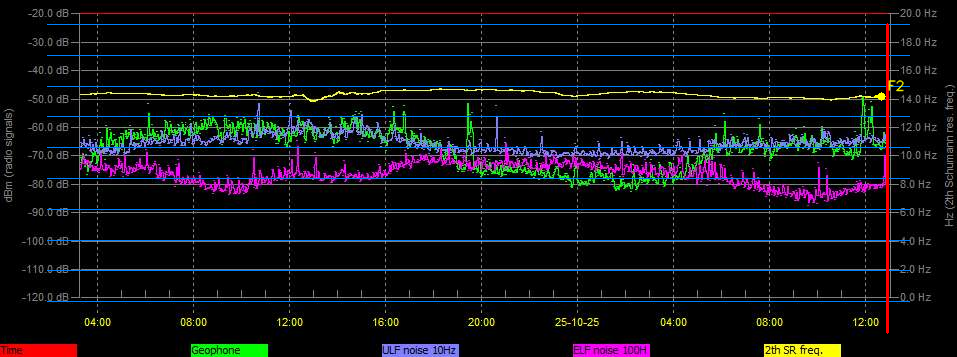 -20.0 dB 20.0 Hz
-30.0 dB 18.0 Hz
-40.0 dB 16.0 Hz
F2
-50.0 dB 14.0 Hz
-60.0 dB 12.0 Hz
-70.0 dB 10.0 Hz
-80.0 dB 8.0 Hz
-90.0 dB 6.0 Hz
-100.0 dB 4.0 Hz
-110.0 dB 2.0 Hz
-120.0 dB 0.0 Hz
dBm (radio signals)
Hz (2th Schumann res. freq.)
04:00 08:00 12:00 16:00 20:00 25-10-25 04:00 08:00 12:00
Time Geophone ULF noise 10Hz ELF noise 100H 2th SR freq.